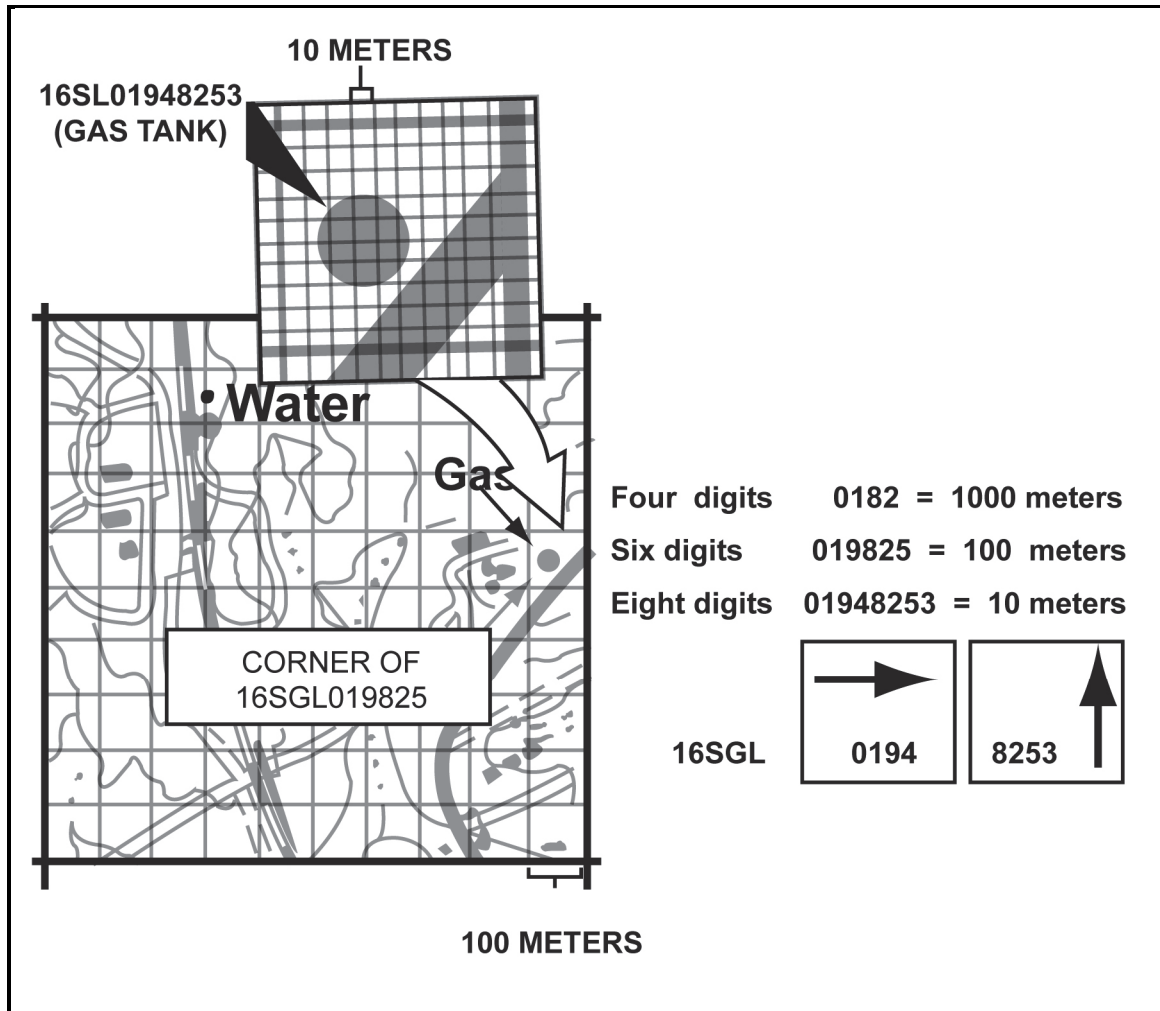 10 METERS
16SL01948253
(GAS TANK)
Water
Gas
Four digits 0182 = 1000 meters
Six digits 019825 = 100 meters
Eight digits 01948253 = 10 meters
CORNER OF
16SGL019825
16SGL 0194 8253
100 METERS